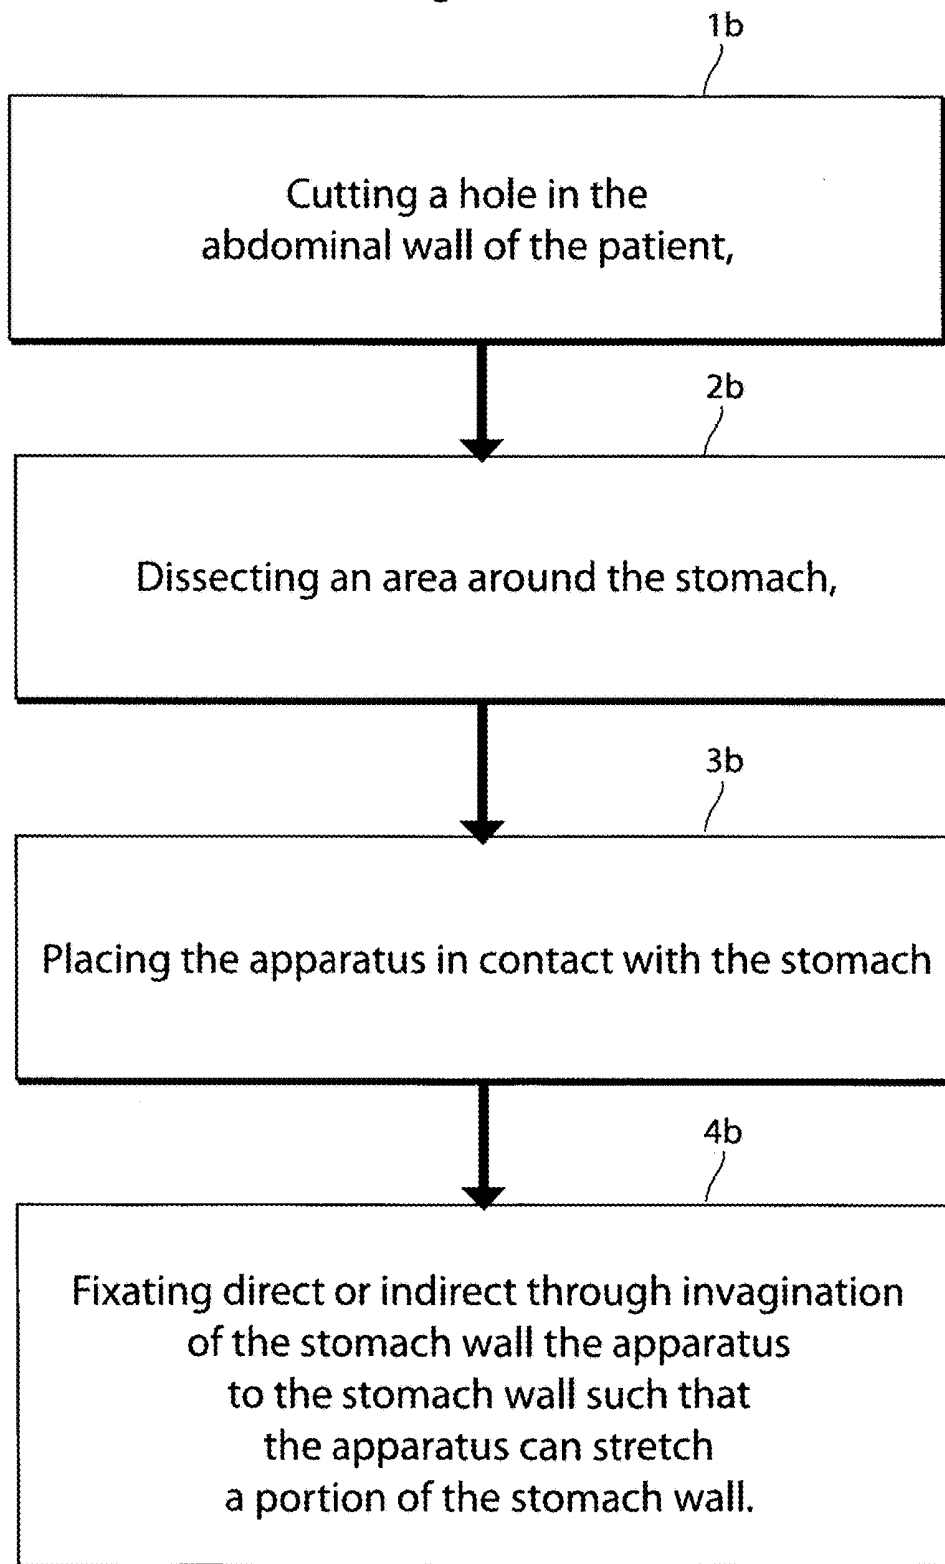 1b
Cutting a hole in the
abdominal wall of the patient,
2b
Dissecting an area around the stomach,
3b
Placing the apparatus in contact with the stomach
4b
Fixating direct or indirect through invagination
of the stomach wall the apparatus
to the stomach wall such that
the apparatus can stretch
a portion of the stomach wall.